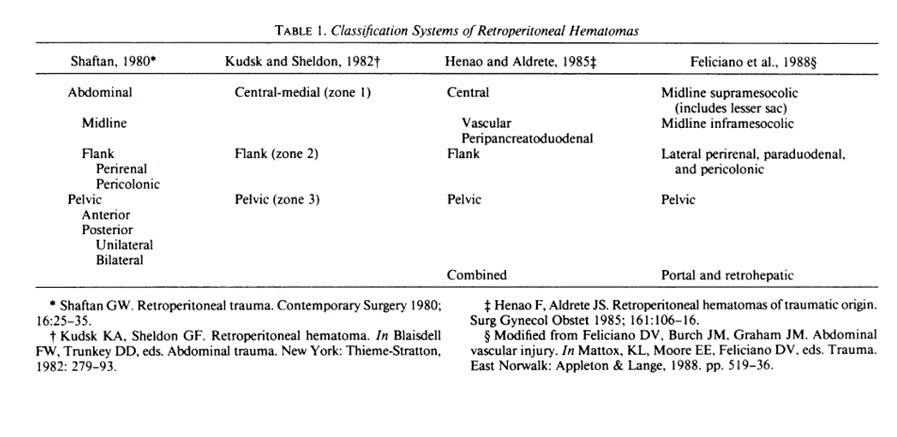 TABLE 1. Classification Systems of Retroperitoneal Hematomas
Shaftan, 1980* Kudsk and Sheldon, 1982† Henao and Aldrete, 1985‡ Feliciano et al., 1988§
Abdominal Central-medial (zone 1) Central Midline supramesocolic
(includes lesser sac)
Midline Vascular Midline inframesocolic
Peripancreatoduodenal
Flank Flank (zone 2) Flank Lateral perirenal, paraduodenal,
Perirenal and pericolonic
Pericolonic
Pelvic Pelvic (zone 3) Pelvic Pelvic
Anterior
Posterior
Unilateral
Bilateral
Combined Portal and retrohepatic
* Shaftan GW. Retroperitoneal trauma. Contemporary Surgery 1980;
16:25–35.
† Kudsk KA, Sheldon GF. Retroperitoneal hematoma. In Blaisdell
FW, Trunkey DD, eds. Abdominal trauma. New York: Thieme-Stratton,
1982: 279–93.
‡ Henao F, Aldrete JS. Retroperitoneal hematomas of traumatic origin.
Surg Gynecol Obstet 1985; 161:106–16.
§ Modified from Feliciano DV, Burch JM, Graham JM. Abdominal
vascular injury. In Mattox, KL, Moore EE, Feliciano DV, eds. Trauma.
East Norwalk: Appleton & Lange, 1988. pp. 519–36.